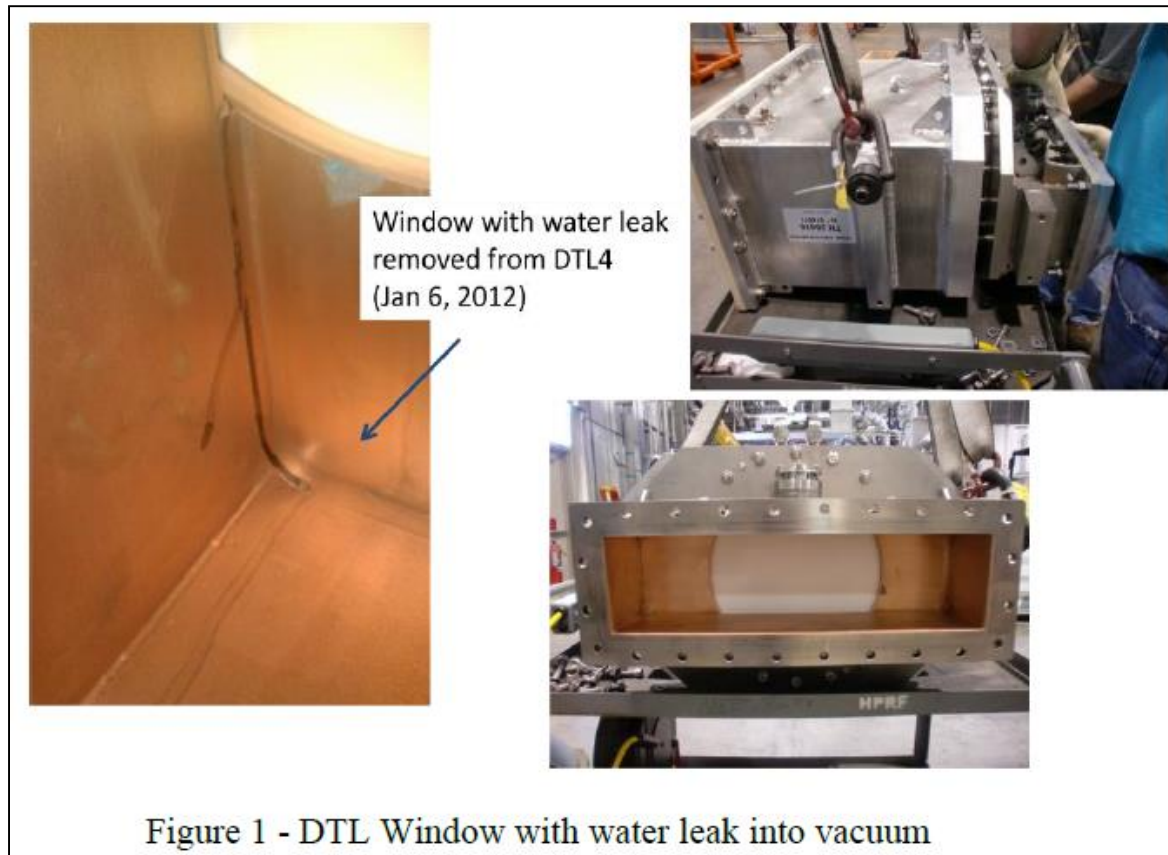 Window with water leak
removed from DTL4
(Jan 6, 2012)
HPRF
Figure 1 - DTL Window with water leak into vacuum